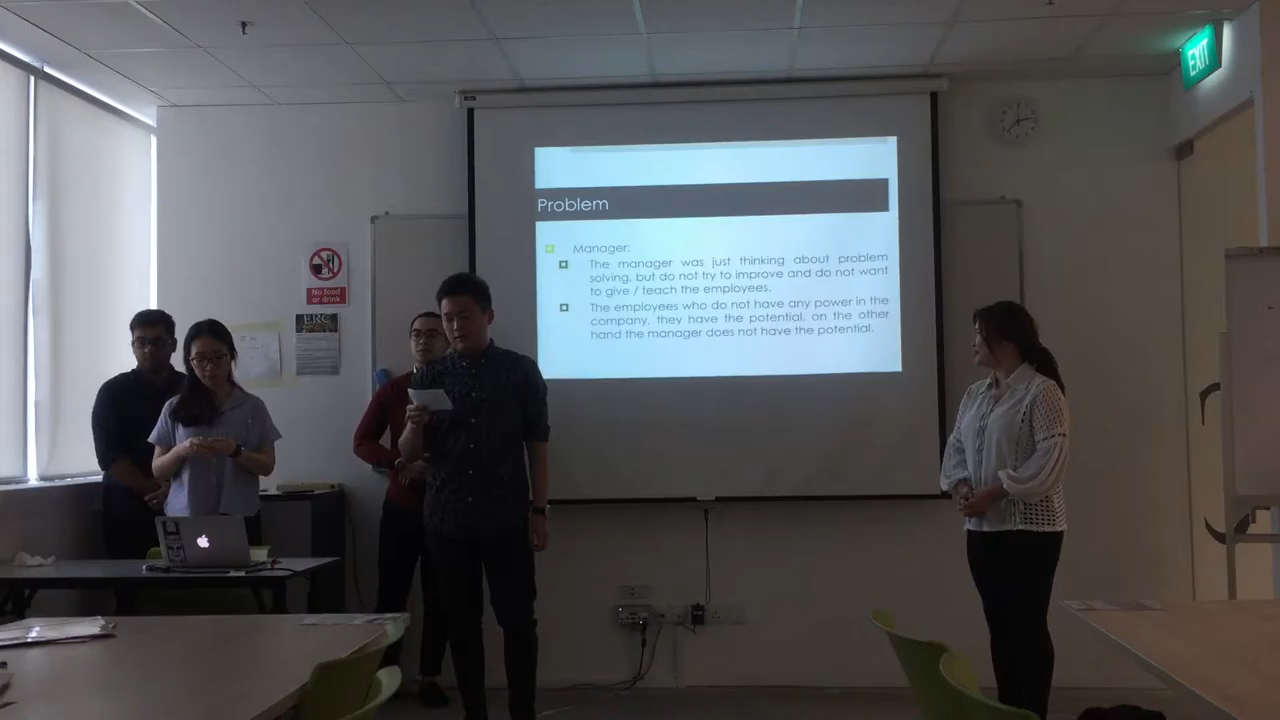 EXIT
Problem
Manager:
The manager was just thinking about problem
solving, but do not try to improve and do not want
to give / teach the employees.
The employees who do not have any power in the
company, they have the potential, on the other
hand the manager does not have the potential.
No food
or drink
ERC